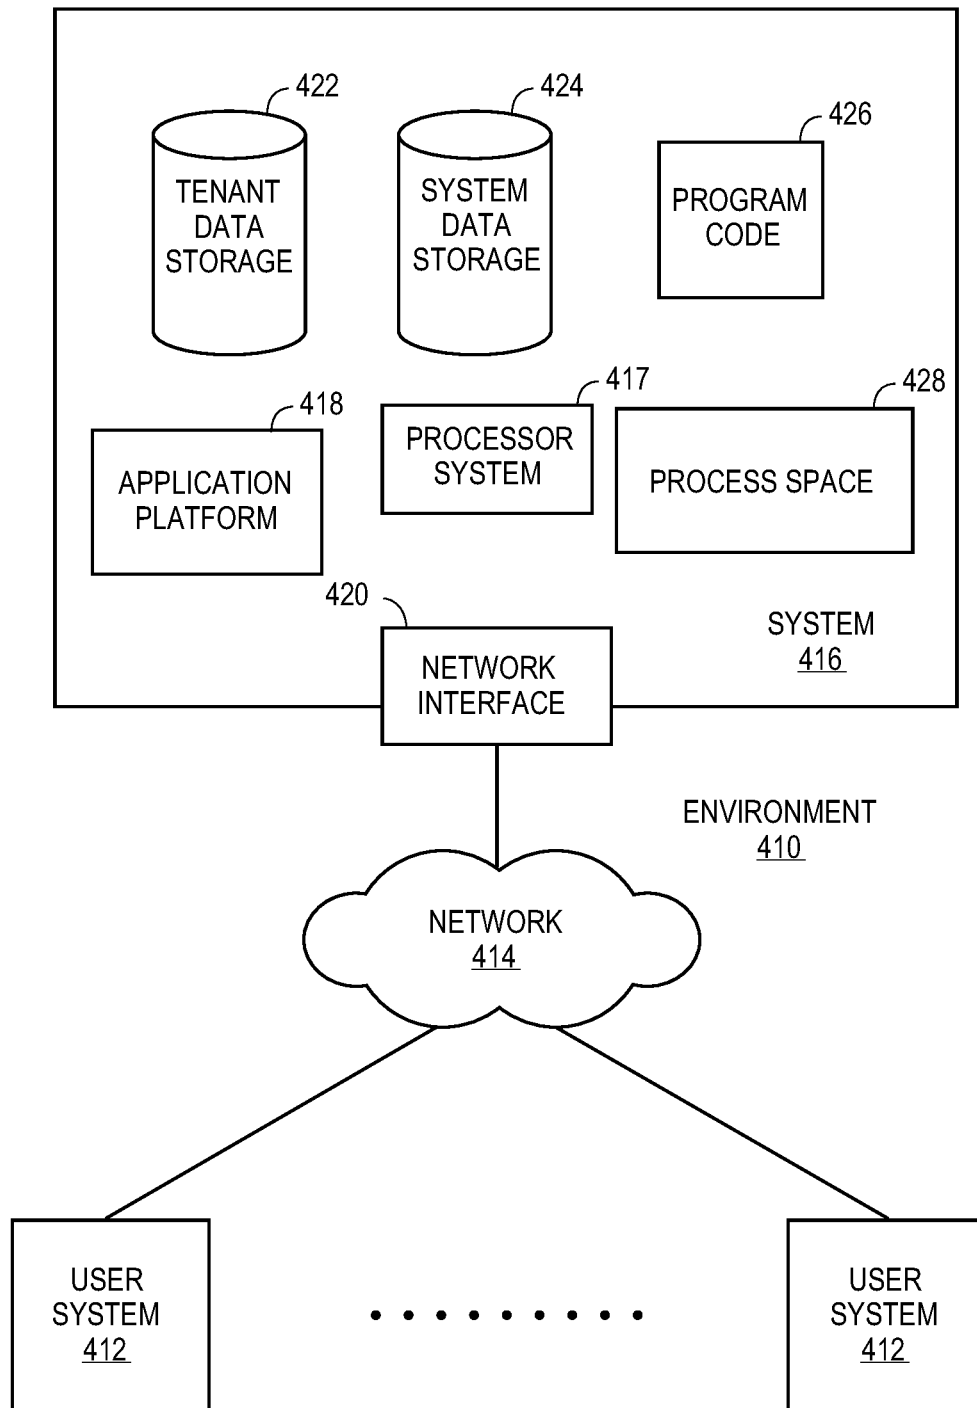 422
TENANT
DATA
STORAGE
424
SYSTEM
DATA
STORAGE
426
PROGRAM
CODE
418
APPLICATION
PLATFORM
417
PROCESSOR
SYSTEM
428
PROCESS SPACE
420
NETWORK
INTERFACE
SYSTEM
416
ENVIRONMENT
410
NETWORK
414
USER
SYSTEM
412
USER
SYSTEM
412